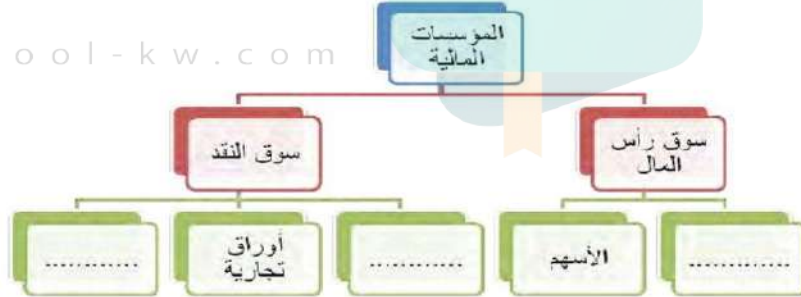 ool-kw.com
المؤسسات
المالية
سوق رأس
المال
سوق النقد
.............
الأسهم
.............
أوراق
تجارية
.............